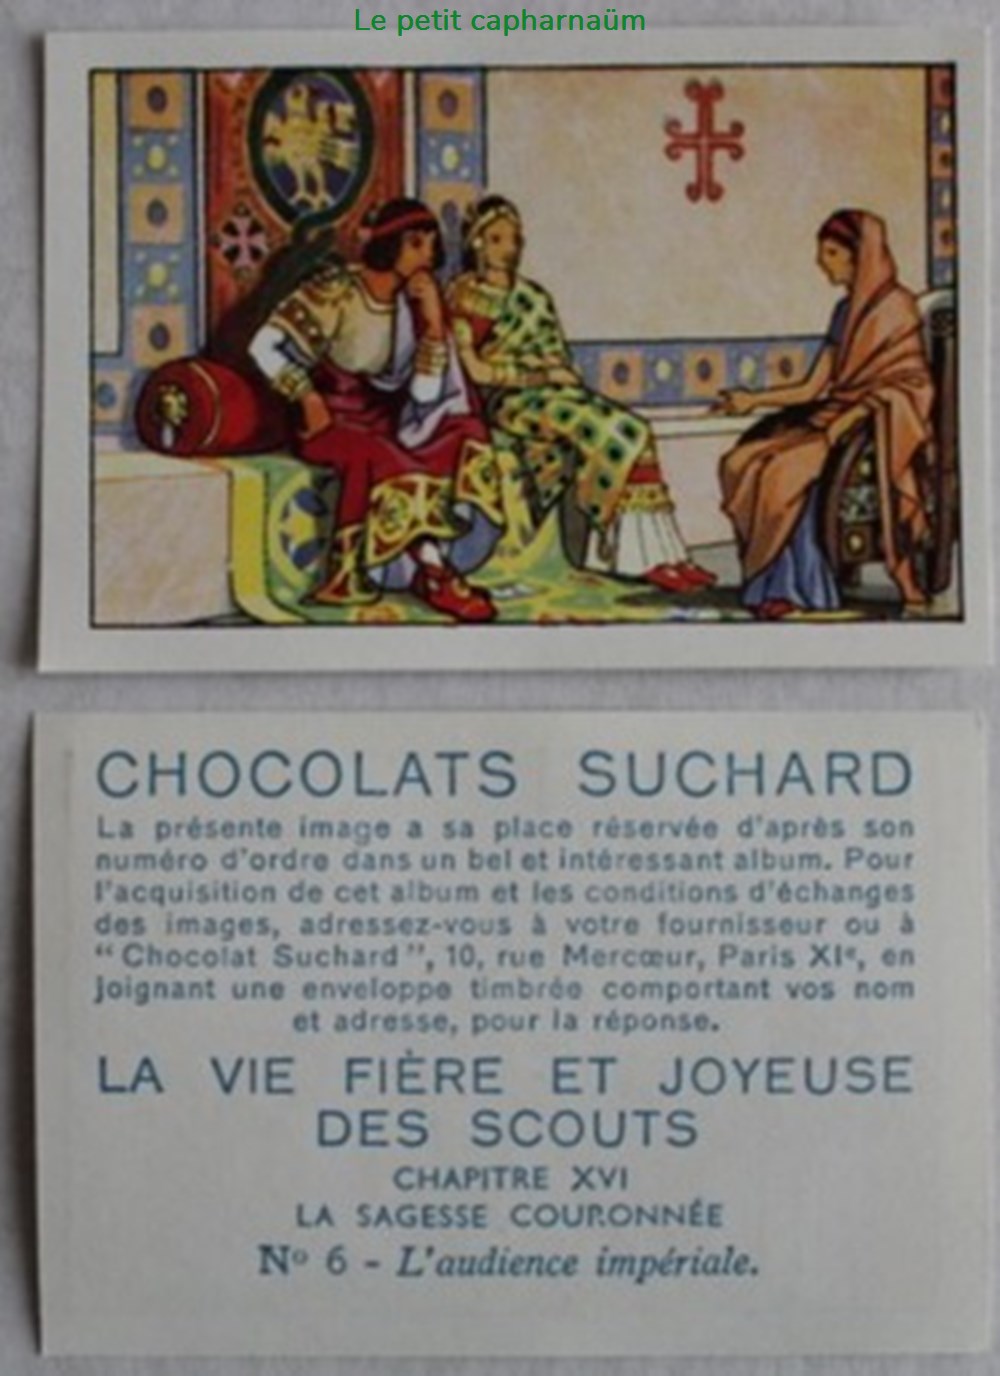 Le petit capharnaüm
CHOCOLATS SUCHARD
La présente image a sa place réservée d'après son
numéro d'ordre dans un bel et intéressant album. Pour
l'acquisition de cet album et les conditions d'échanges
des images, adressez-vous à votre fournisseur ou à
“Chocolat Suchard”, 10, rue Mercœur, Paris XIᵉ, en
joignant une enveloppe timbrée comportant vos nom
et adresse, pour la réponse.
LA VIE FIÈRE ET JOYEUSE
DES SCOUTS
CHAPITRE XVI
LA SAGESSE COURONNÉE
Nº 6 - L'audience impériale.